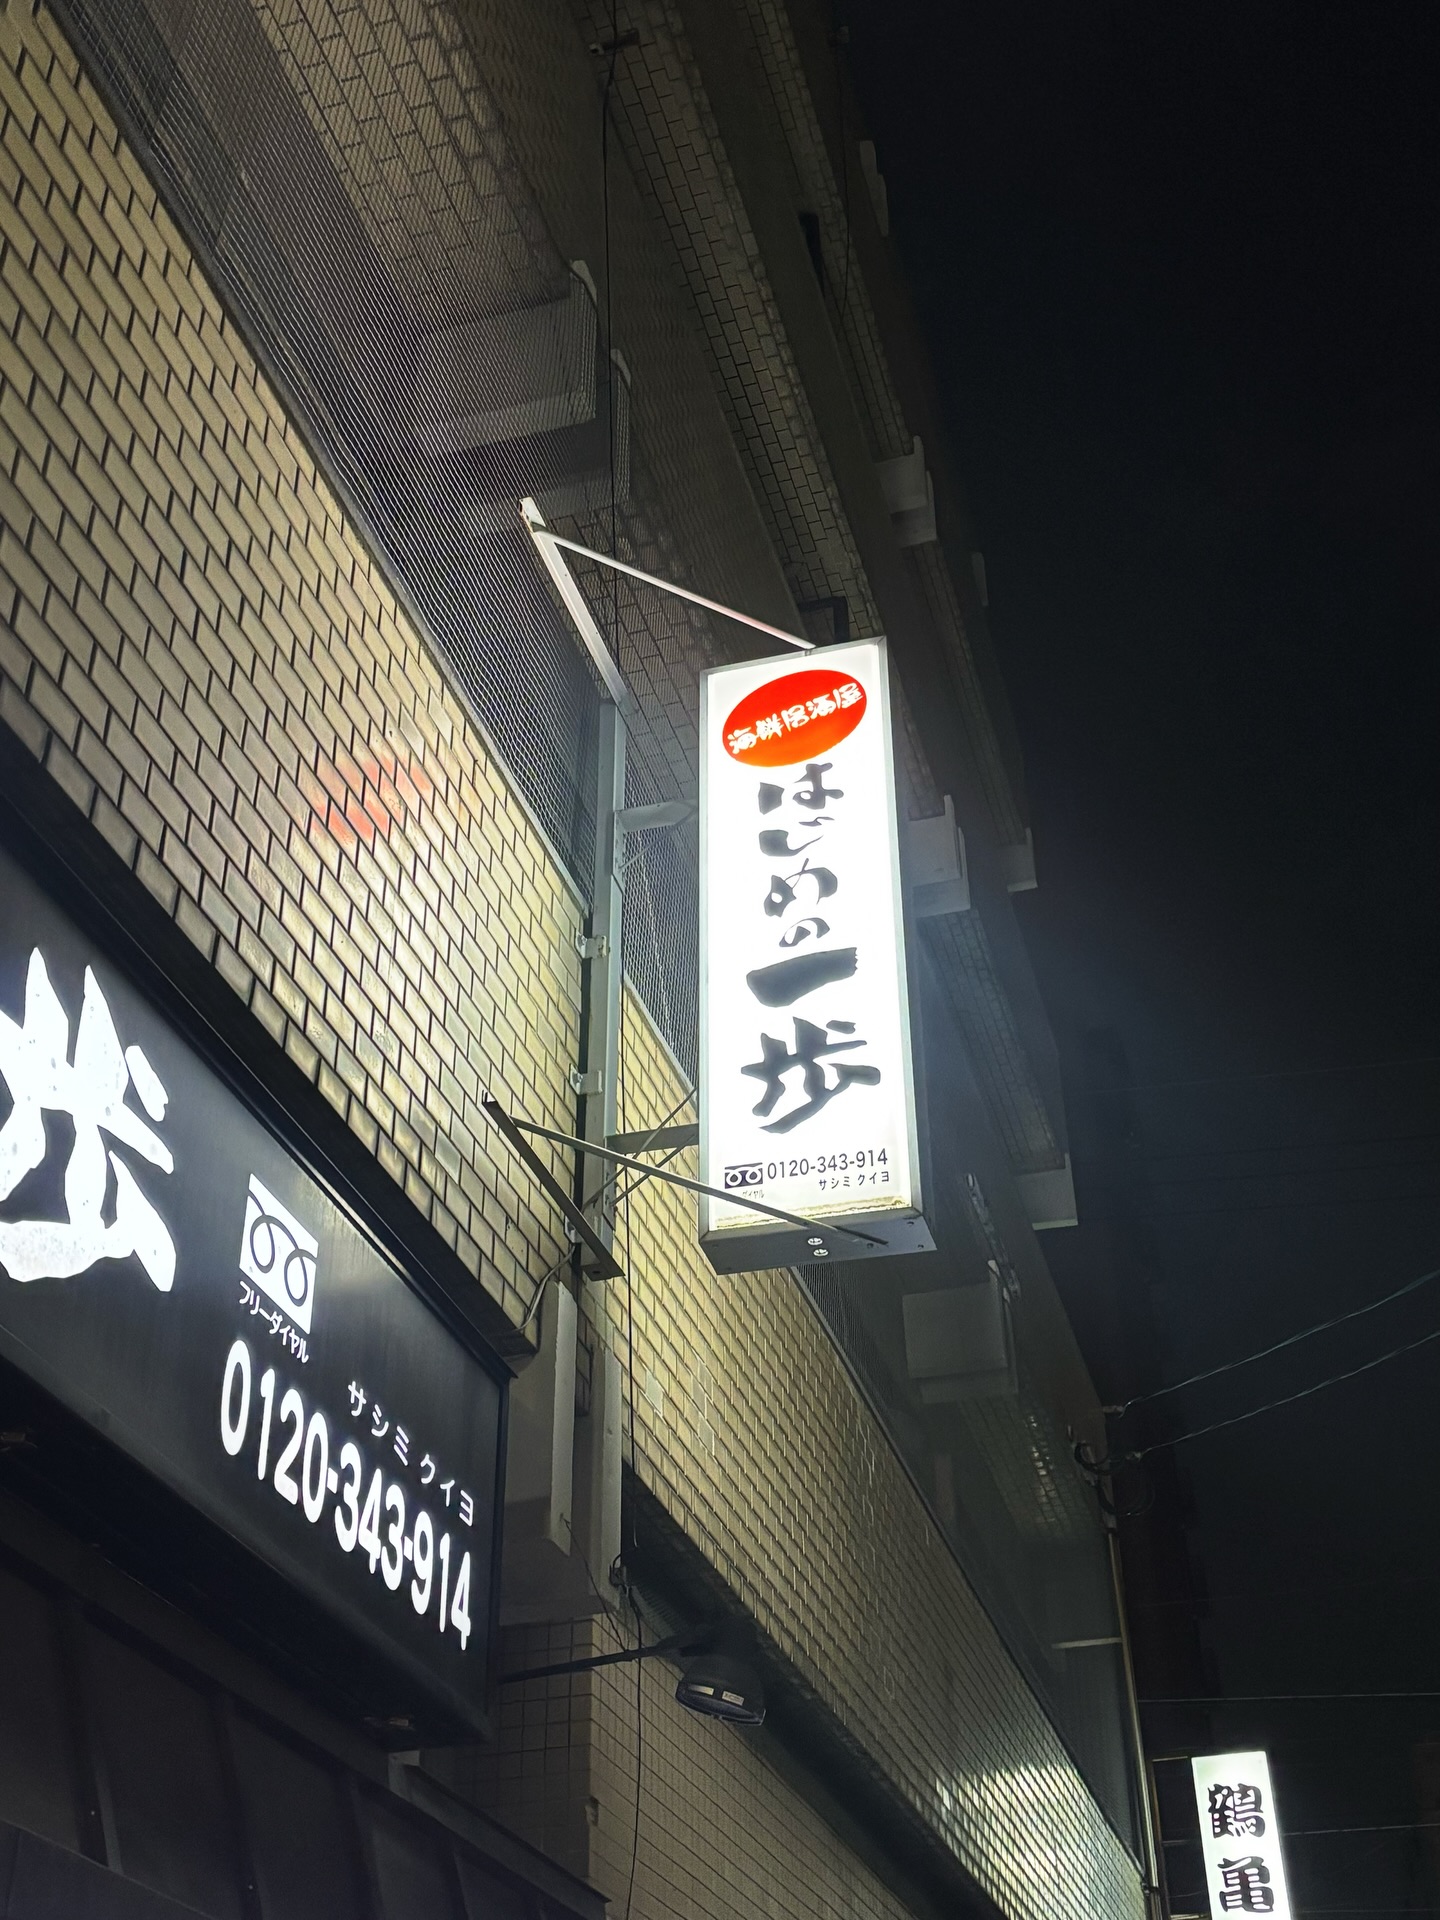 海鮮居酒屋
はじめの一歩
0120-343-914
サシミ クイヨ
歩
フリーダイヤル
サシミ クイヨ
0120-343-914
鶴亀